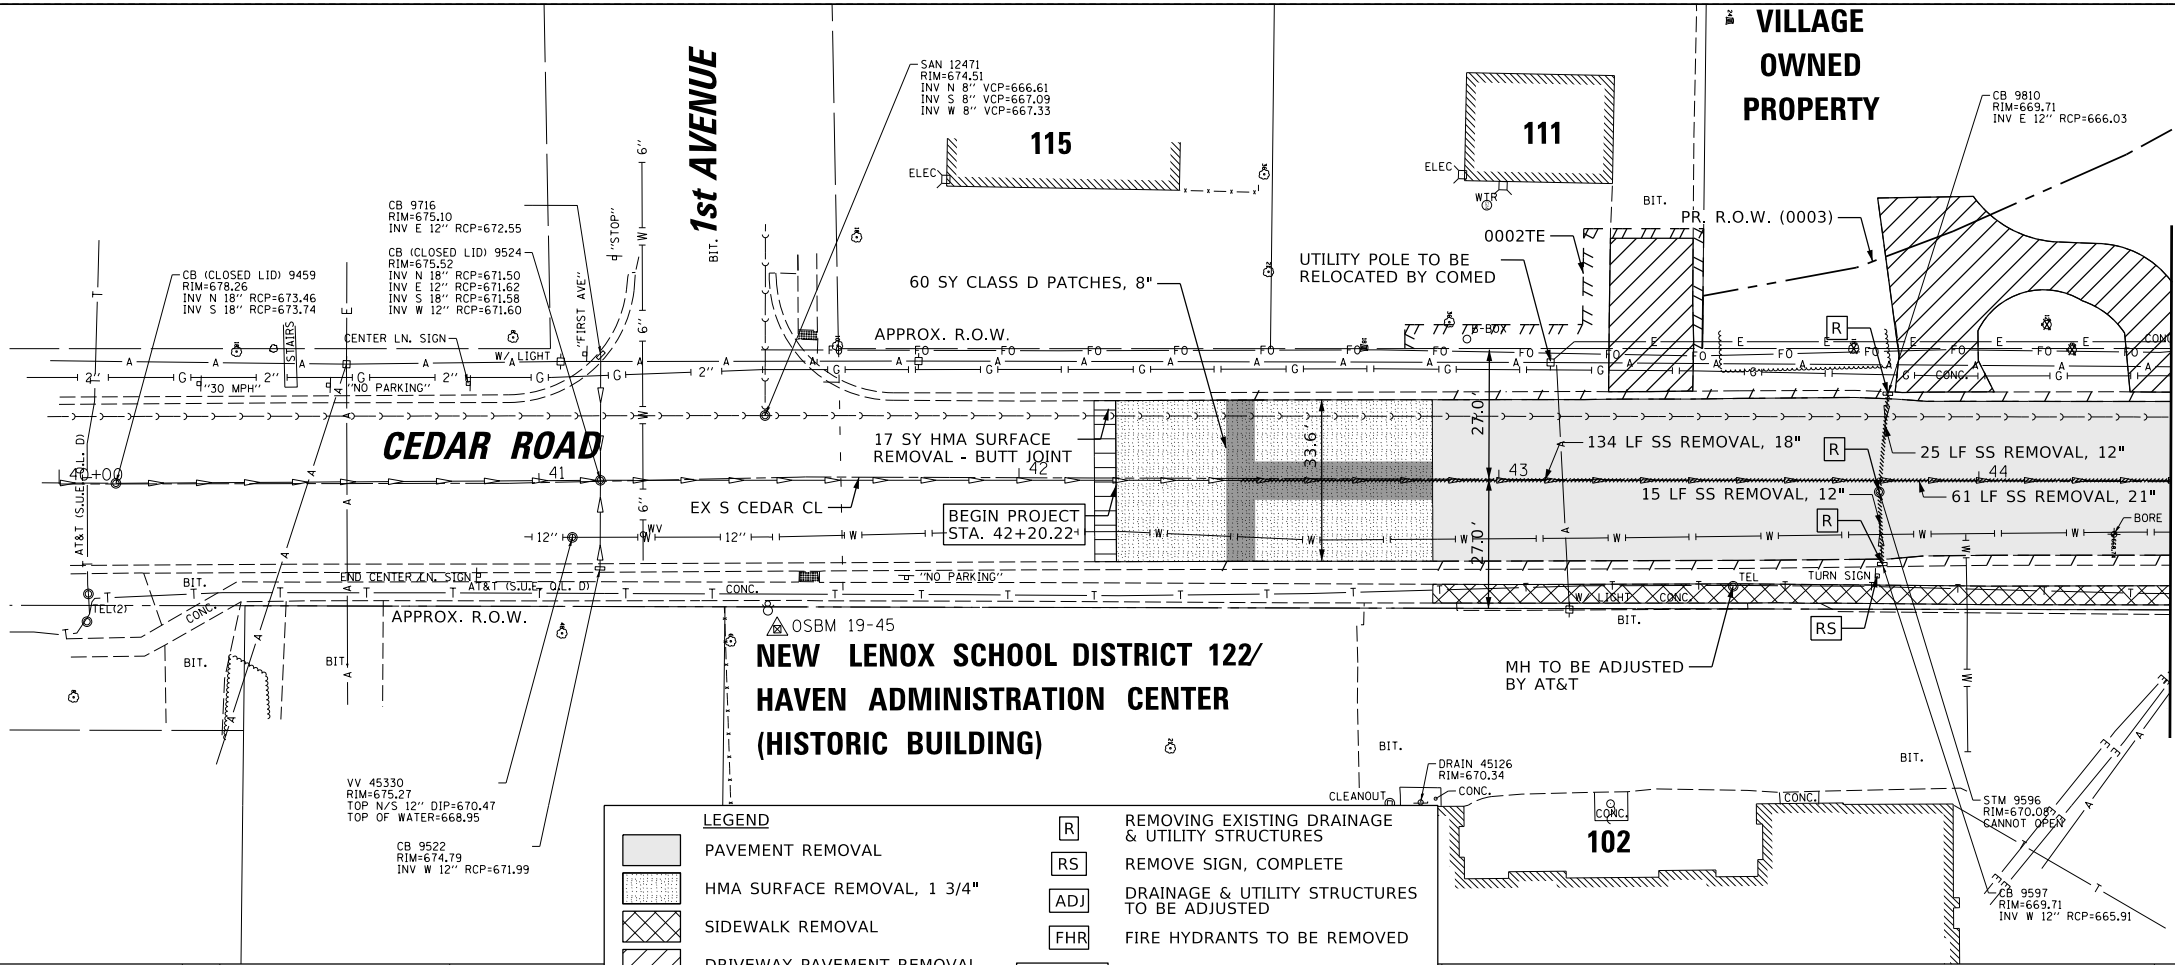 VILLAGE
OWNED
PROPERTY
1st AVENUE
BIT.
SAN 12471
RIM=674.51
INV N 8" VCP=666.61
INV S 8" VCP=667.09
INV W 8" VCP=667.33
115
ELEC
111
ELEC
WTR
BIT.
CB 9810
RIM=669.71
INV E 12" RCP=666.03
CB 9716
RIM=675.10
INV E 12" RCP=672.55
CB (CLOSED LID) 9524
RIM=675.52
INV N 18" RCP=671.50
INV E 12" RCP=671.62
INV S 18" RCP=671.58
INV W 12" RCP=671.60
CB (CLOSED LID) 9459
RIM=678.26
INV N 18" RCP=673.46
INV S 18" RCP=673.74
"STOP"
"FIRST AVE"
STAIRS
CENTER LN. SIGN
W/ LIGHT
"30 MPH"
"NO PARKING"
PR. R.O.W. (0003)
0002TE
UTILITY POLE TO BE
RELOCATED BY COMED
60 SY CLASS D PATCHES, 8"
APPROX. R.O.W.
B-BOX
R
CONC.
CONC
CEDAR ROAD
17 SY HMA SURFACE
REMOVAL - BUTT JOINT
33.6'
27.0'
27.0'
134 LF SS REMOVAL, 18"
R
25 LF SS REMOVAL, 12"
40+00
41
42
43
44
EX S CEDAR CL
15 LF SS REMOVAL, 12"
61 LF SS REMOVAL, 21"
BEGIN PROJECT
STA. 42+20.22
R
BORE
12"
WV
12"
AT&T (S.U.E. Q.L. D)
END CENTER LN. SIGN
AT&T (S.U.E. Q.L. D)
CONC.
"NO PARKING"
TEL
TURN SIGN
W/ LIGHT
CONC.
BIT.
TEL(2)
CONC.
APPROX. R.O.W.
BIT.
BIT.
OSBM 19-45
BIT.
RS
NEW LENOX SCHOOL DISTRICT 122/
HAVEN ADMINISTRATION CENTER
(HISTORIC BUILDING)
MH TO BE ADJUSTED
BY AT&T
BIT.
BIT.
VV 45330
RIM=675.27
TOP N/S 12" DIP=670.47
TOP OF WATER=668.95
CB 9522
RIM=674.79
INV W 12" RCP=671.99
DRAIN 45126
RIM=670.34
CONC.
CLEANOUT
CONC.
CONC.
102
STM 9596
RIM=670.08
CANNOT OPEN
CB 9597
RIM=669.71
INV W 12" RCP=665.91
LEGEND
PAVEMENT REMOVAL
HMA SURFACE REMOVAL, 1 3/4"
SIDEWALK REMOVAL
DRIVEWAY PAVEMENT REMOVAL
R
REMOVING EXISTING DRAINAGE
& UTILITY STRUCTURES
RS
REMOVE SIGN, COMPLETE
ADJ
DRAINAGE & UTILITY STRUCTURES
TO BE ADJUSTED
FHR
FIRE HYDRANTS TO BE REMOVED